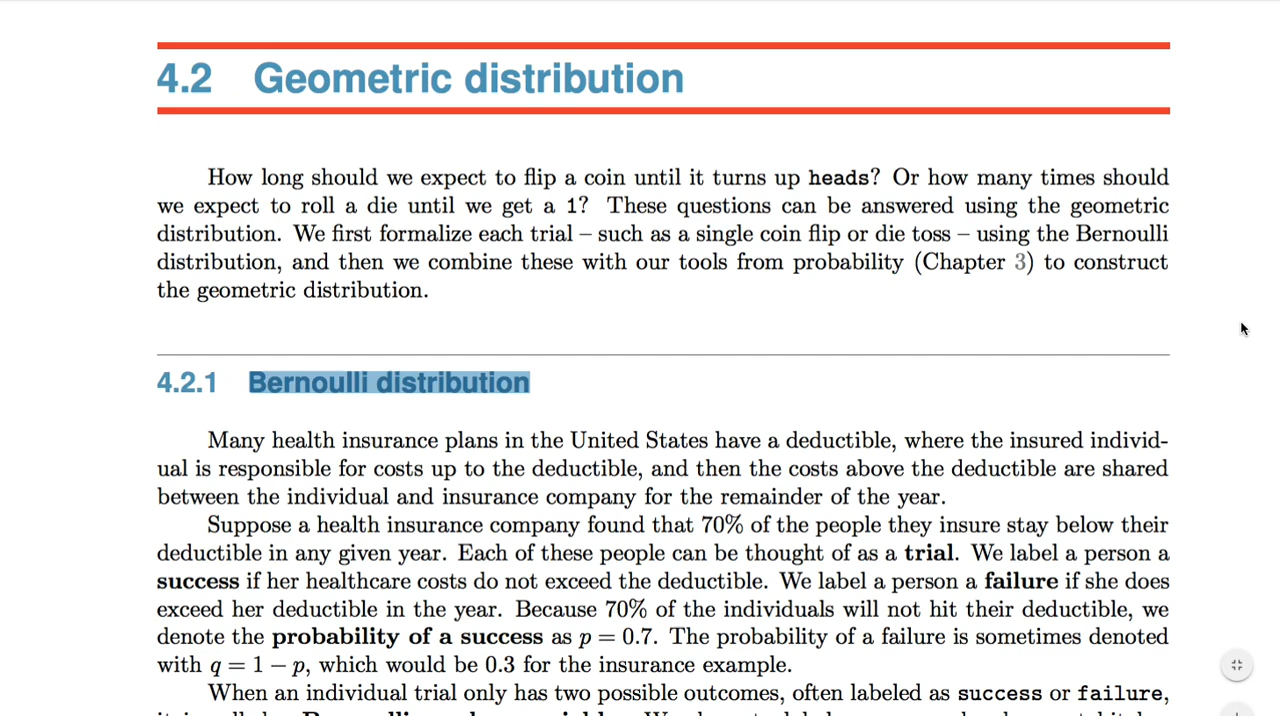 4.2 Geometric distribution
How long should we expect to flip a coin until it turns up heads? Or how many times should
we expect to roll a die until we get a 1? These questions can be answered using the geometric
distribution. We first formalize each trial – such as a single coin flip or die toss – using the Bernoulli
distribution, and then we combine these with our tools from probability (Chapter 3) to construct
the geometric distribution.
4.2.1 Bernoulli distribution
Many health insurance plans in the United States have a deductible, where the insured individ-
ual is responsible for costs up to the deductible, and then the costs above the deductible are shared
between the individual and insurance company for the remainder of the year.
Suppose a health insurance company found that 70% of the people they insure stay below their
deductible in any given year. Each of these people can be thought of as a trial. We label a person a
success if her healthcare costs do not exceed the deductible. We label a person a failure if she does
exceed her deductible in the year. Because 70% of the individuals will not hit their deductible, we
denote the probability of a success as p = 0.7. The probability of a failure is sometimes denoted
with q = 1 − p, which would be 0.3 for the insurance example.
When an individual trial only has two possible outcomes, often labeled as success or failure,